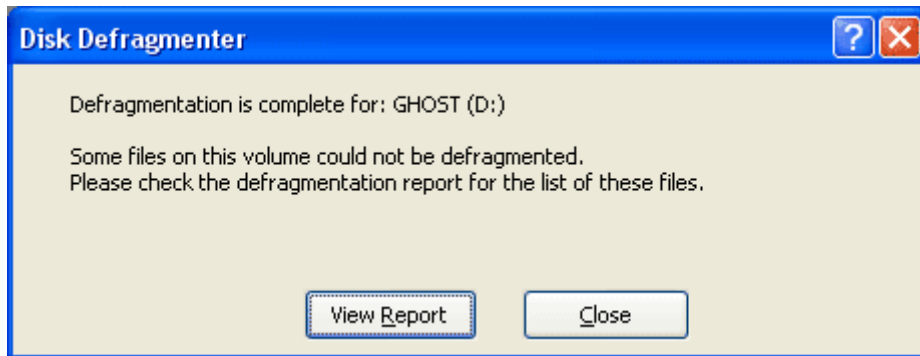 Disk Defragmenter
Defragmentation is complete for: GHOST (D:)
Some files on this volume could not be defragmented.
Please check the defragmentation report for the list of these files.
View Report
Close